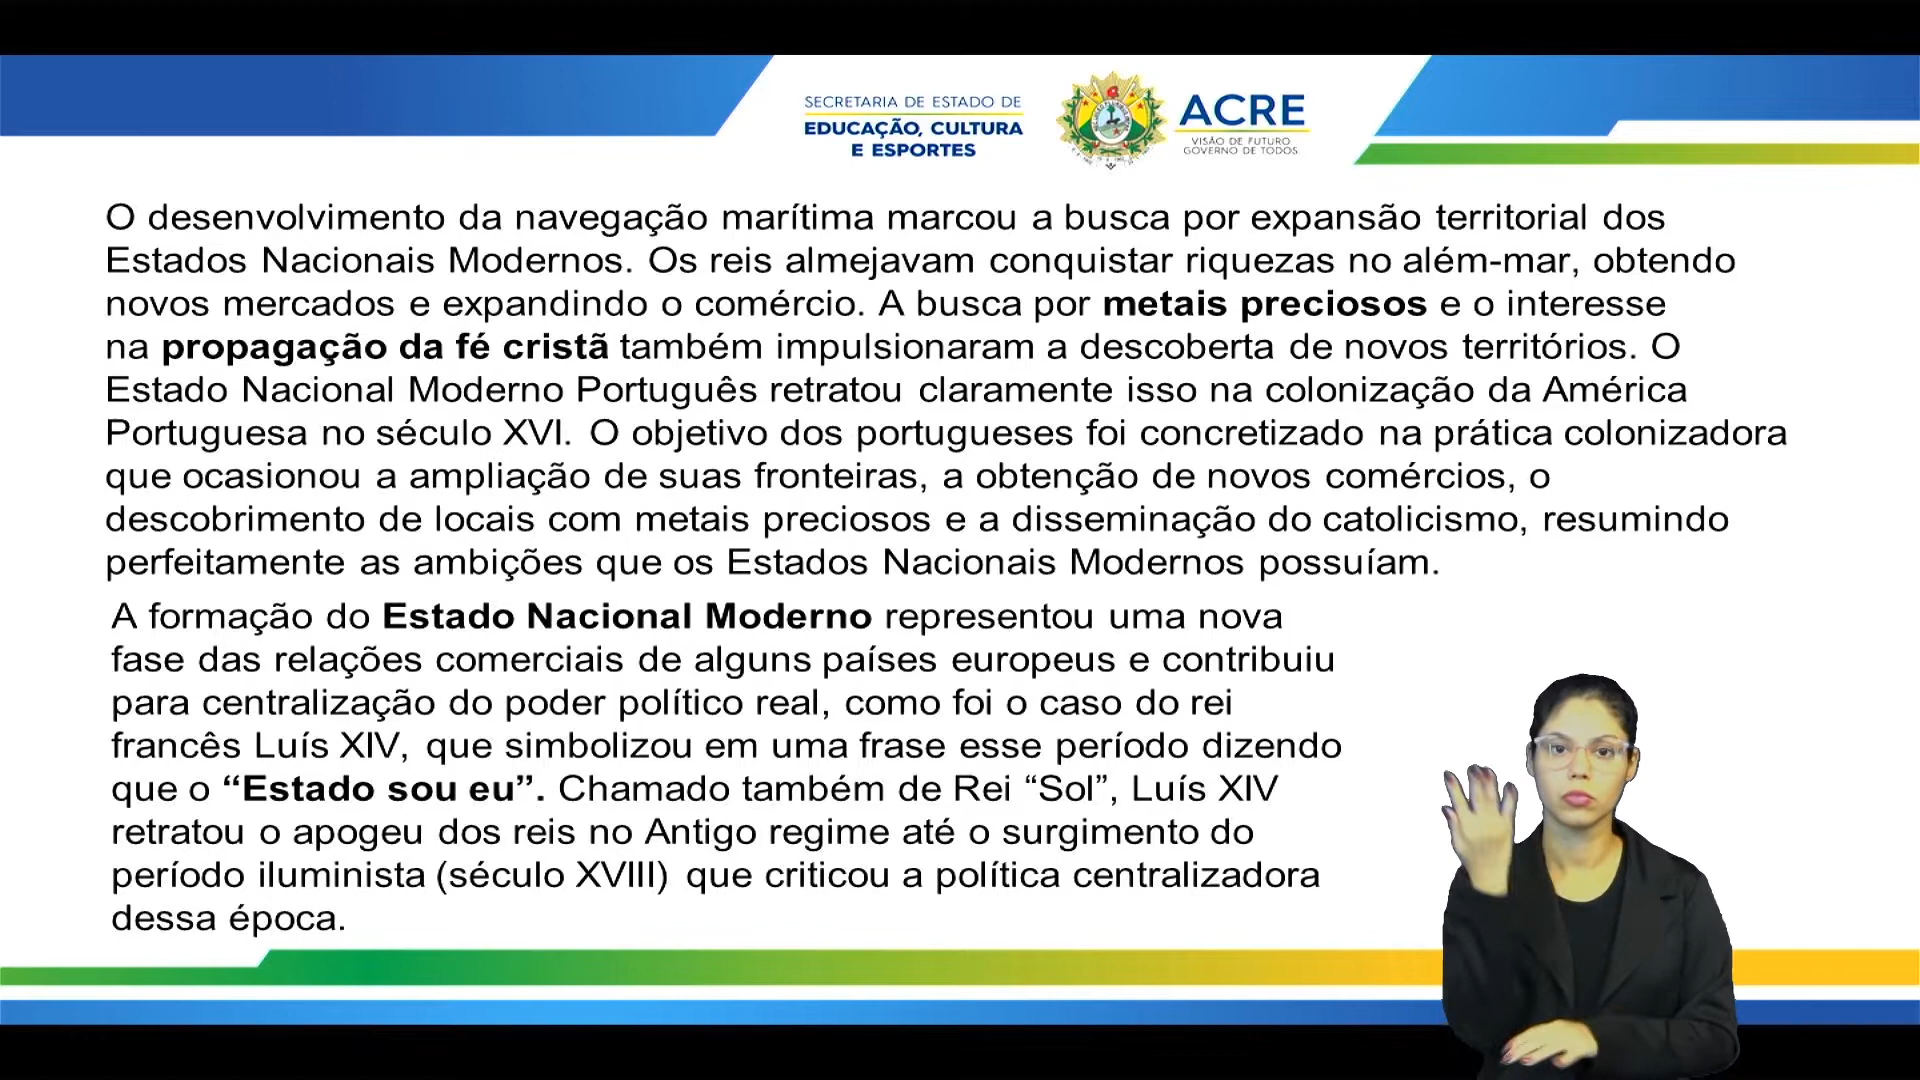 SECRETARIA DE ESTADO DE
EDUCAÇÃO, CULTURA
E ESPORTES
ACRE
VISÃO DE FUTURO
GOVERNO DE TODOS
O desenvolvimento da navegação marítima marcou a busca por expansão territorial dos
Estados Nacionais Modernos. Os reis almejavam conquistar riquezas no além-mar, obtendo
novos mercados e expandindo o comércio. A busca por metais preciosos e o interesse
na propagação da fé cristã também impulsionaram a descoberta de novos territórios. O
Estado Nacional Moderno Português retratou claramente isso na colonização da América
Portuguesa no século XVI. O objetivo dos portugueses foi concretizado na prática colonizadora
que ocasionou a ampliação de suas fronteiras, a obtenção de novos comércios, o
descobrimento de locais com metais preciosos e a disseminação do catolicismo, resumindo
perfeitamente as ambições que os Estados Nacionais Modernos possuíam.
A formação do Estado Nacional Moderno representou uma nova
fase das relações comerciais de alguns países europeus e contribuiu
para centralização do poder político real, como foi o caso do rei
francês Luís XIV, que simbolizou em uma frase esse período dizendo
que o “Estado sou eu”. Chamado também de Rei “Sol”, Luís XIV
retratou o apogeu dos reis no Antigo regime até o surgimento do
período iluminista (século XVIII) que criticou a política centralizadora
dessa época.